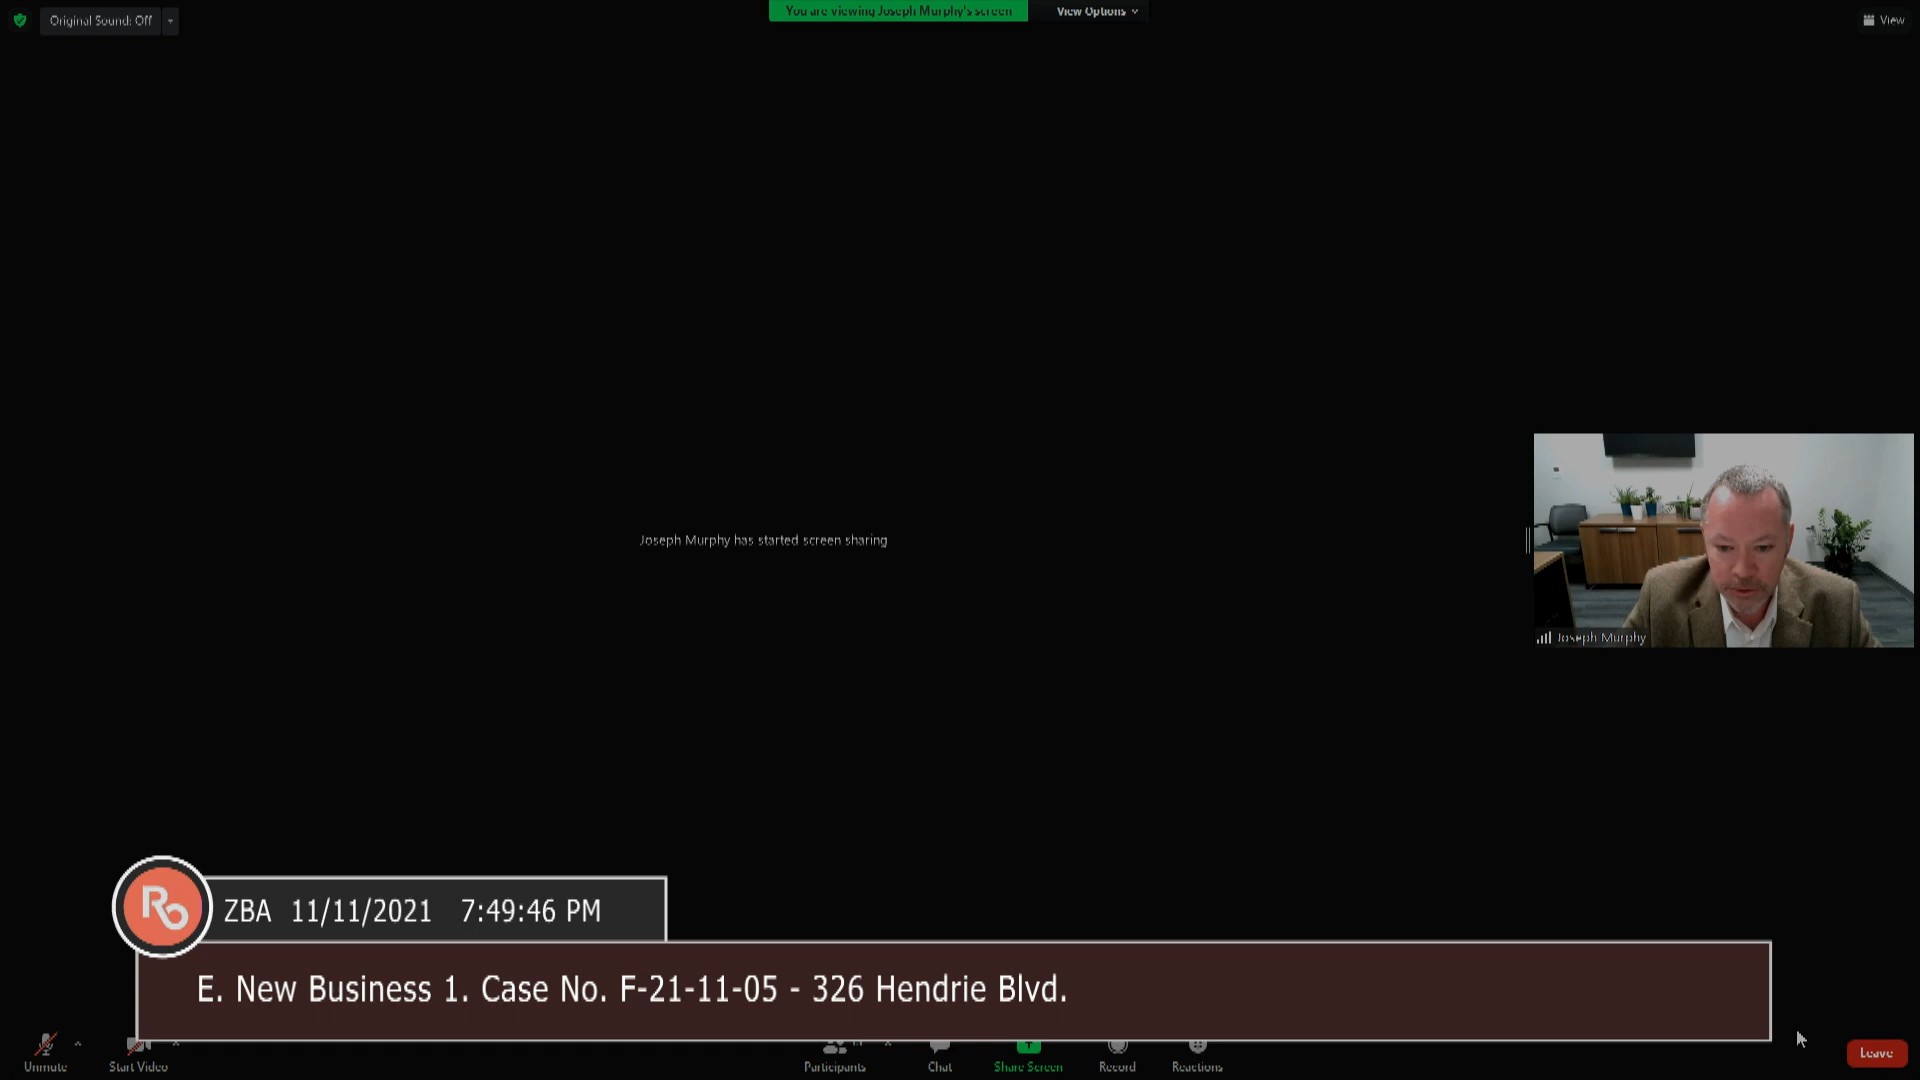 Original Sound: Off
You are viewing Joseph Murphy's screen
View Options
View
Joseph Murphy has started screen sharing
Joseph Murphy
Ro
ZBA 11/11/2021 7:49:46 PM
E. New Business 1. Case No. F-21-11-05 - 326 Hendrie Blvd.
Unmute
Start Video
Participants
Chat
Share Screen
Record
Reactions
Leave